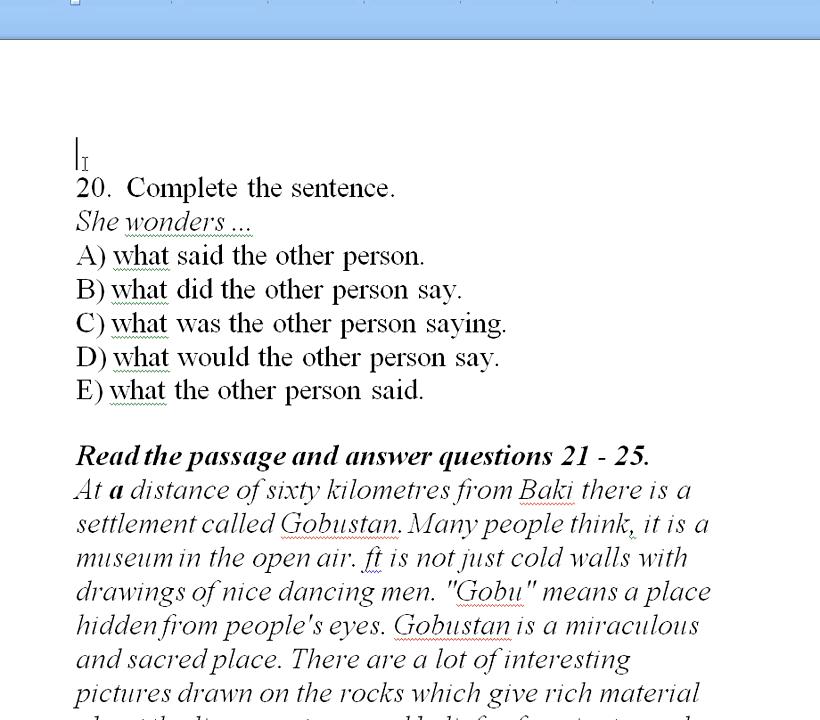 20. Complete the sentence.
She wonders ...
A) what said the other person.
B) what did the other person say.
C) what was the other person saying.
D) what would the other person say.
E) what the other person said.
Read the passage and answer questions 21 - 25.
At a distance of sixty kilometres from Baki there is a
settlement called Gobustan. Many people think, it is a
museum in the open air. ft is not just cold walls with
drawings of nice dancing men. "Gobu" means a place
hidden from people's eyes. Gobustan is a miraculous
and sacred place. There are a lot of interesting
pictures drawn on the rocks which give rich material